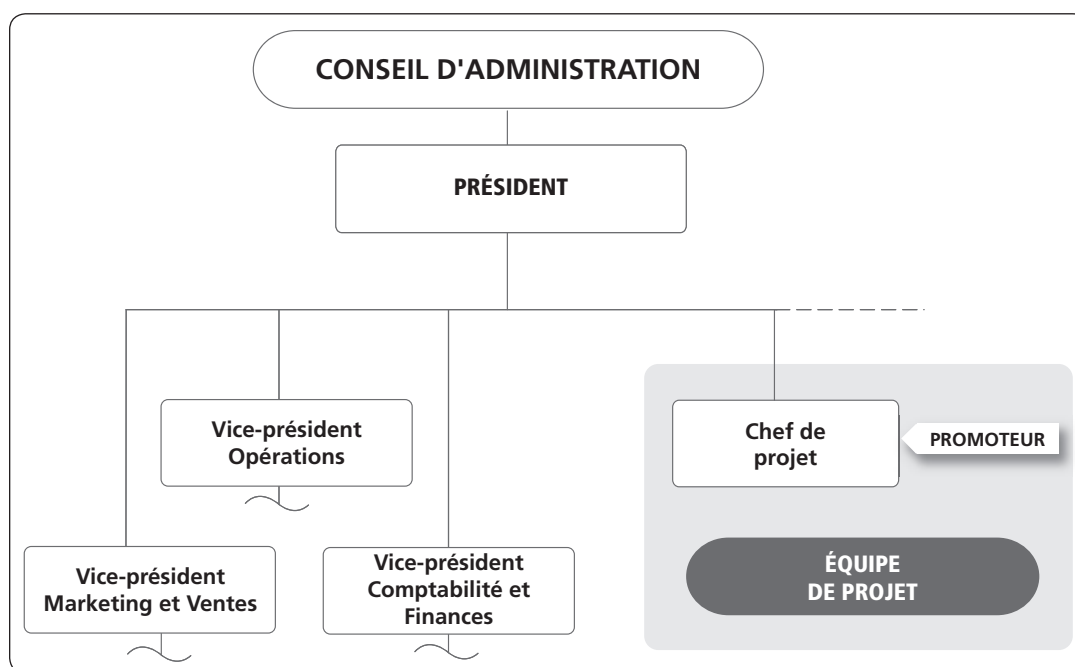 CONSEIL D'ADMINISTRATION
PRÉSIDENT
Vice-président
Opérations
Chef de
projet
PROMOTEUR
Vice-président
Marketing et Ventes
Vice-président
Comptabilité et
Finances
ÉQUIPE
DE PROJET